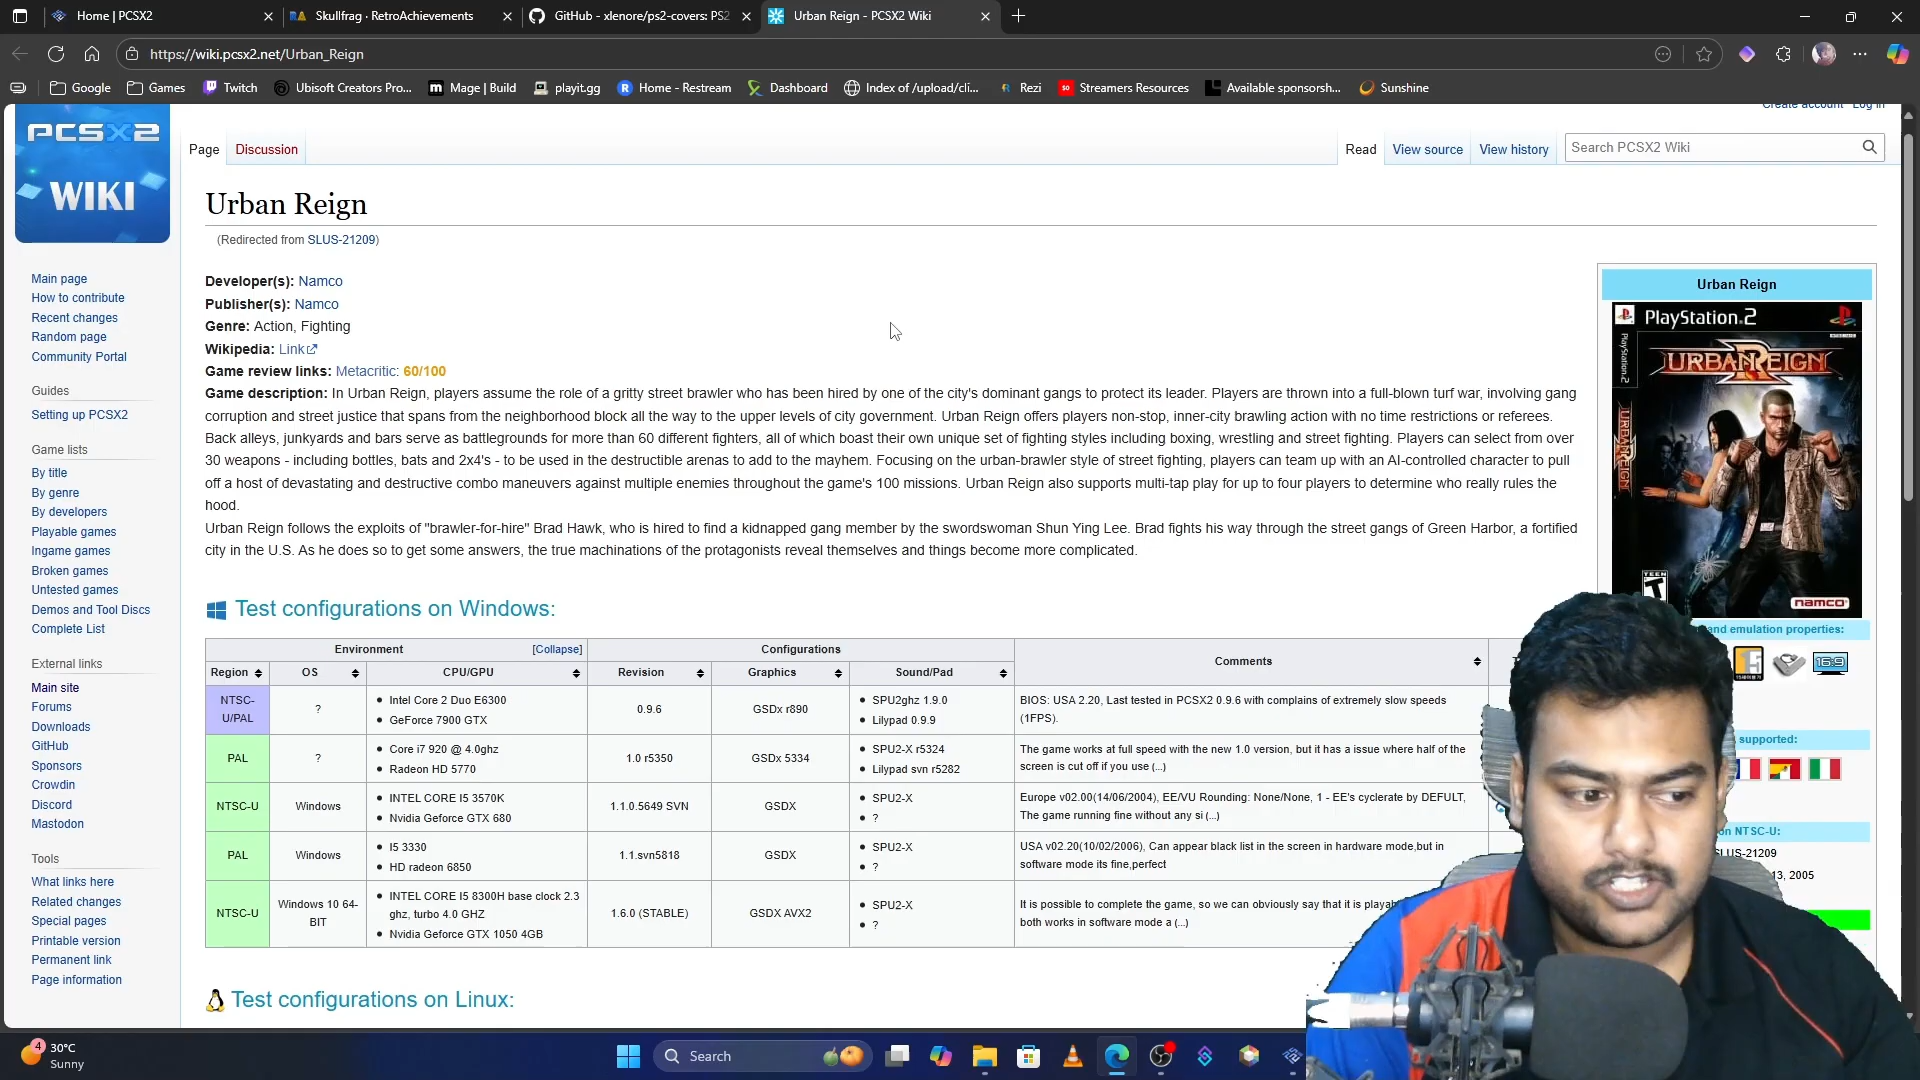 Home | PCSX2
Skullfrag · RetroAchievements
GitHub - xlenore/ps2-covers: PS2
Urban Reign - PCSX2 Wiki
https://wiki.pcsx2.net/Urban_Reign
Google
Games
Twitch
Ubisoft Creators Pro...
Mage | Build
playit.gg
Home - Restream
Dashboard
Index of /upload/cli...
Rezi
Streamers Resources
Available sponsorsh...
Sunshine
Create account
Log in
PCSX2
WIKI
Page
Discussion
Read
View source
View history
Search PCSX2 Wiki
Urban Reign
(Redirected from SLUS-21209)
Main page
How to contribute
Recent changes
Random page
Community Portal
Guides
Setting up PCSX2
Game lists
By title
By genre
By developers
Playable games
Ingame games
Broken games
Untested games
Demos and Tool Discs
Complete List
External links
Main site
Forums
Downloads
GitHub
Sponsors
Crowdin
Discord
Mastodon
Tools
What links here
Related changes
Special pages
Printable version
Permanent link
Page information
Developer(s): Namco
Publisher(s): Namco
Genre: Action, Fighting
Wikipedia: Link
Game review links: Metacritic: 60/100
Game description: In Urban Reign, players assume the role of a gritty street brawler who has been hired by one of the city's dominant gangs to protect its leader. Players are thrown into a full-blown turf war, involving gang
corruption and street justice that spans from the neighborhood block all the way to the upper levels of city government. Urban Reign offers players non-stop, inner-city brawling action with no time restrictions or referees.
Back alleys, junkyards and bars serve as battlegrounds for more than 60 different fighters, all of which boast their own unique set of fighting styles including boxing, wrestling and street fighting. Players can select from over
30 weapons - including bottles, bats and 2x4's - to be used in the destructible arenas to add to the mayhem. Focusing on the urban-brawler style of street fighting, players can team up with an AI-controlled character to pull
off a host of devastating and destructive combo maneuvers against multiple enemies throughout the game's 100 missions. Urban Reign also supports multi-tap play for up to four players to determine who really rules the
hood.
Urban Reign follows the exploits of "brawler-for-hire" Brad Hawk, who is hired to find a kidnapped gang member by the swordswoman Shun Ying Lee. Brad fights his way through the street gangs of Green Harbor, a fortified
city in the U.S. As he does so to get some answers, the true machinations of the protagonists reveal themselves and things become more complicated.
Test configurations on Windows:
Environment [Collapse] Configurations Comments
Region OS CPU/GPU Revision Graphics Sound/Pad
NTSC-U/PAL ? Intel Core 2 Duo E6300 GeForce 7900 GTX 0.9.6 GSDx r890 SPU2ghz 1.9.0 Lilypad 0.9.9 BIOS: USA 2.20, Last tested in PCSX2 0.9.6 with complains of extremely slow speeds (1FPS).
PAL ? Core i7 920 @ 4.0ghz Radeon HD 5770 1.0 r5350 GSDx 5334 SPU2-X r5324 Lilypad svn r5282 The game works at full speed with the new 1.0 version, but it has a issue where half of the screen is cut off if you use (...)
NTSC-U Windows INTEL CORE I5 3570K Nvidia Geforce GTX 680 1.1.0.5649 SVN GSDX SPU2-X ? Europe v02.00(14/06/2004), EE/VU Rounding: None/None, 1 - EE's cyclerate by DEFULT, The game running fine without any si (...)
PAL Windows I5 3330 HD radeon 6850 1.1.svn5818 GSDX SPU2-X ? USA v02.20(10/02/2006), Can appear black list in the screen in hardware mode,but in software mode its fine,perfect
NTSC-U Windows 10 64-BIT INTEL CORE I5 8300H base clock 2.3 ghz, turbo 4.0 GHZ Nvidia Geforce GTX 1050 4GB 1.6.0 (STABLE) GSDX AVX2 SPU2-X ? It is possible to complete the game, so we can obviously say that it is both works in software mode a (...)
Test configurations on Linux:
Urban Reign
PlayStation.2
PlayStation.2
URBAN REIGN
URBAN REIGN
TEEN
T
namco
and emulation properties:
15
16:9
supported:
NTSC-U:
SLUS-21209
13, 2005
4
30°C
Sunny
Search